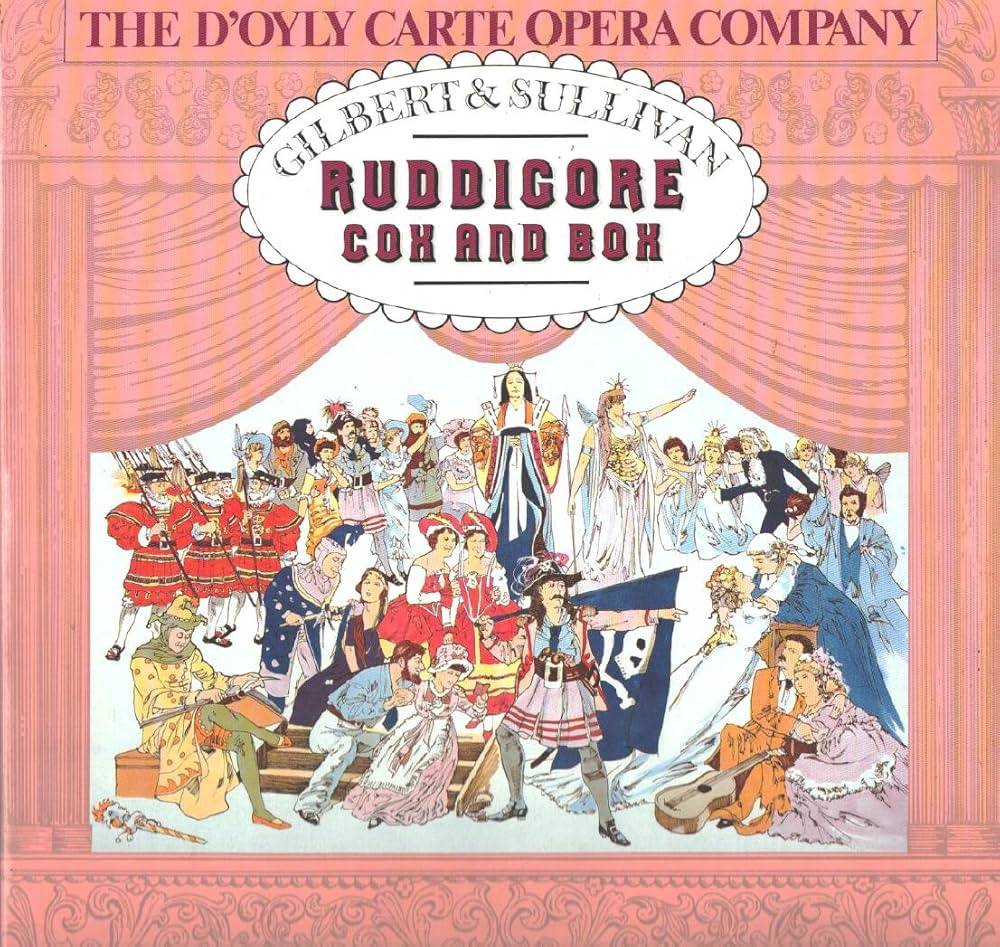 THE D'OYLY CARTE OPERA COMPANY
GILBERT & SULLIVAN
RUDDIGORE
COX AND BOX